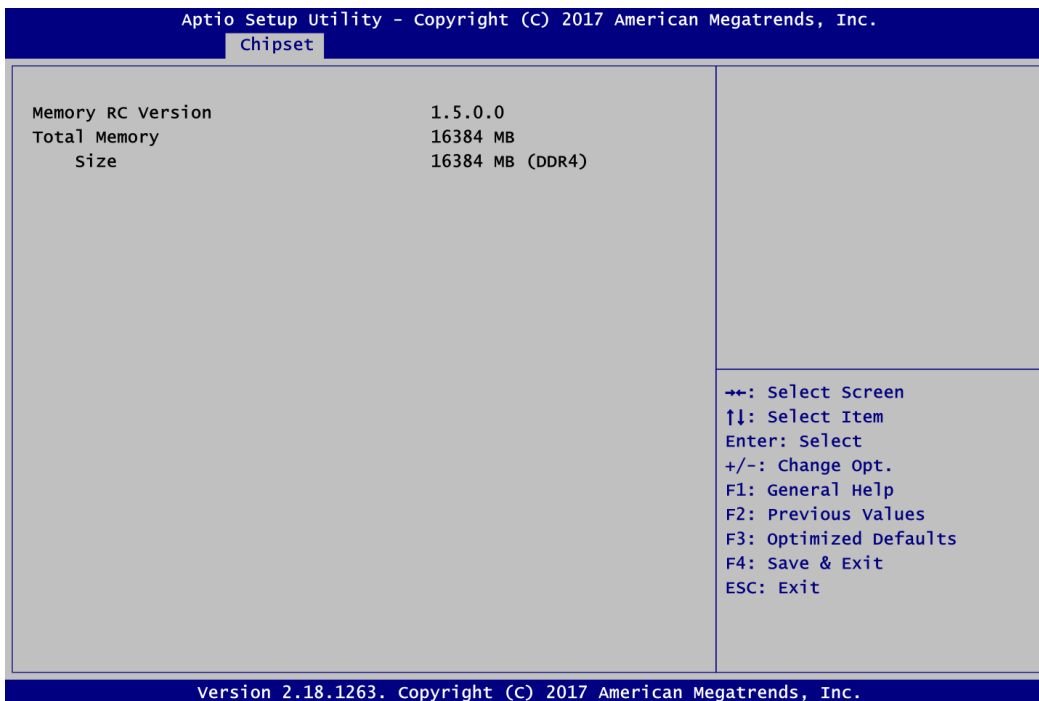 Aptio Setup Utility - Copyright (C) 2017 American Megatrends, Inc.
Chipset
Memory RC Version 1.5.0.0
Total Memory 16384 MB
Size 16384 MB (DDR4)
→←: Select Screen
↑↓: Select Item
Enter: Select
+/-: Change Opt.
F1: General Help
F2: Previous Values
F3: Optimized Defaults
F4: Save & Exit
ESC: Exit
Version 2.18.1263. Copyright (C) 2017 American Megatrends, Inc.